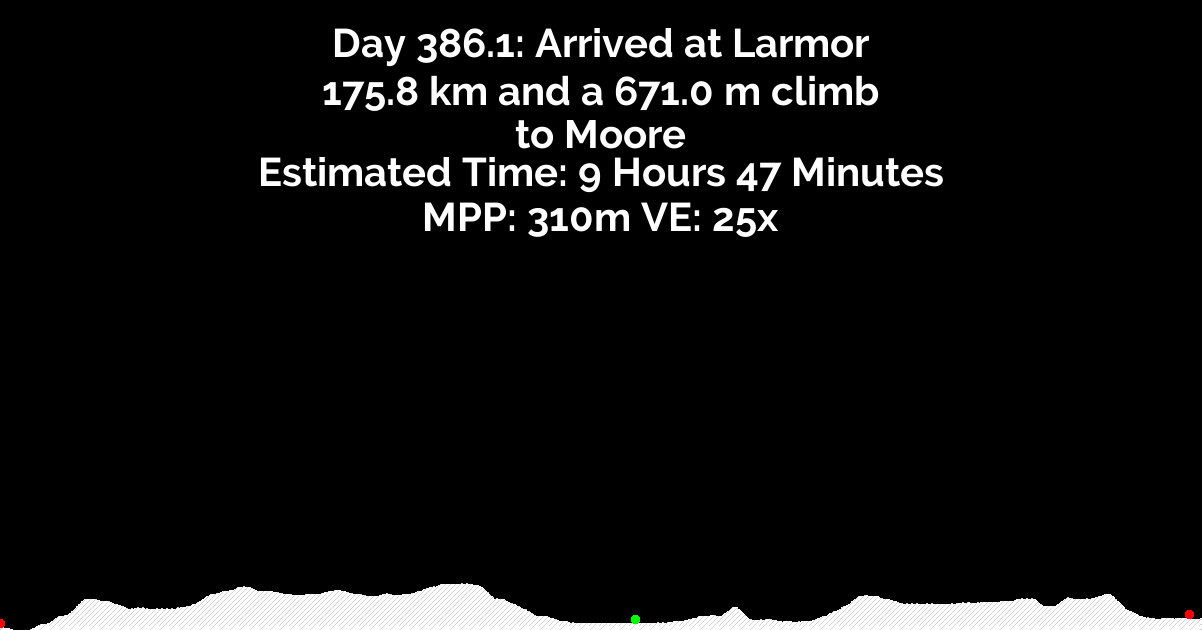 Day 386.1: Arrived at Larmor
175.8 km and a 671.0 m climb
to Moore
Estimated Time: 9 Hours 47 Minutes
MPP: 310m VE: 25x